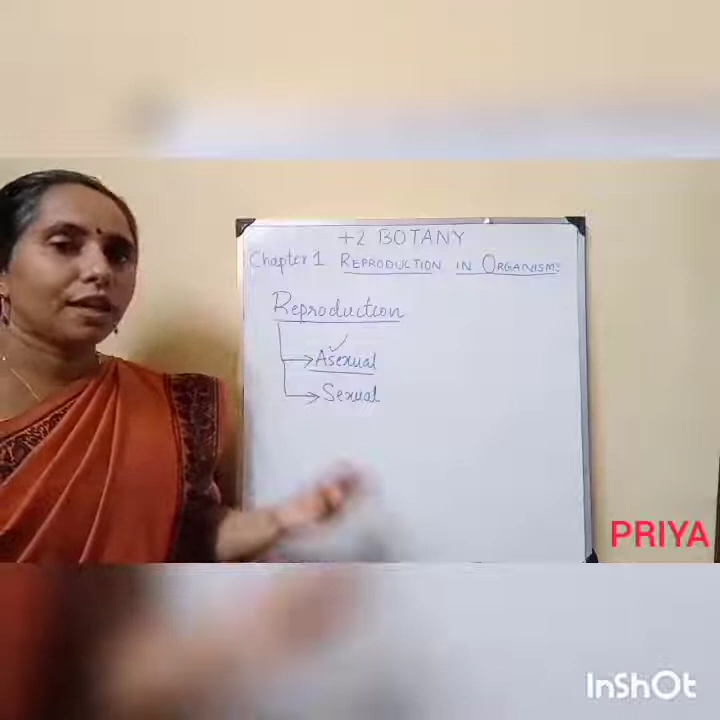 +2 BOTANY
Chapter 1 REPRODUCTION IN ORGANISMS
Reproduction
Asexual
Sexual
PRIYA
InShOt